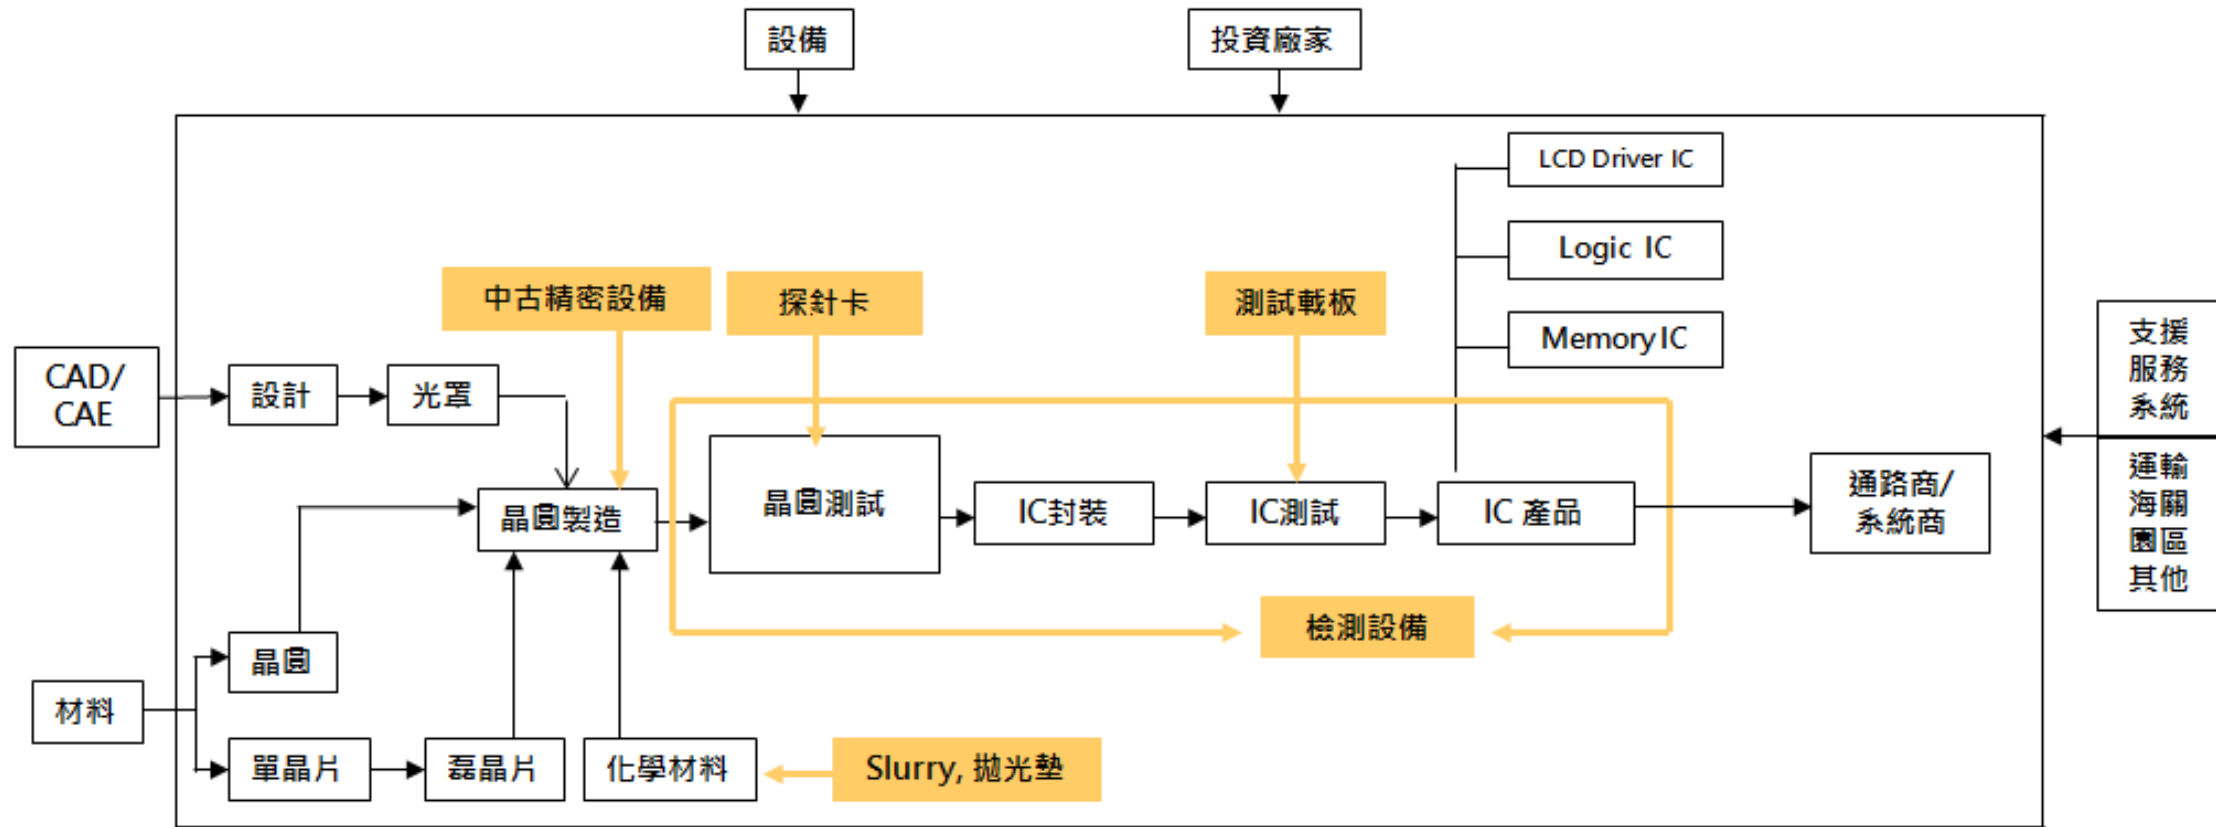 設備
投資廠家
LCD Driver IC
Logic IC
Memory IC
中古精密設備
探針卡
測試載板
CAD/
CAE
設計
光罩
支援
服務
系統
運輸
海關
園區
其他
晶圓製造
晶圓測試
IC封裝
IC測試
IC 產品
通路商/
系統商
檢測設備
晶圓
材料
單晶片
磊晶片
化學材料
Slurry, 拋光墊